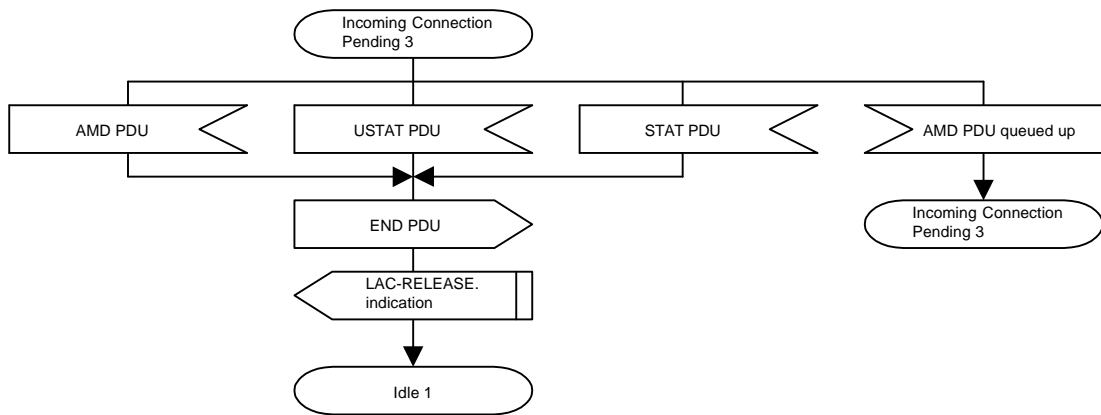 Incoming Connection
Pending 3
AMD PDU
USTAT PDU
STAT PDU
AMD PDU queued up
END PDU
Incoming Connection
Pending 3
LAC-RELEASE.
indication
Idle 1